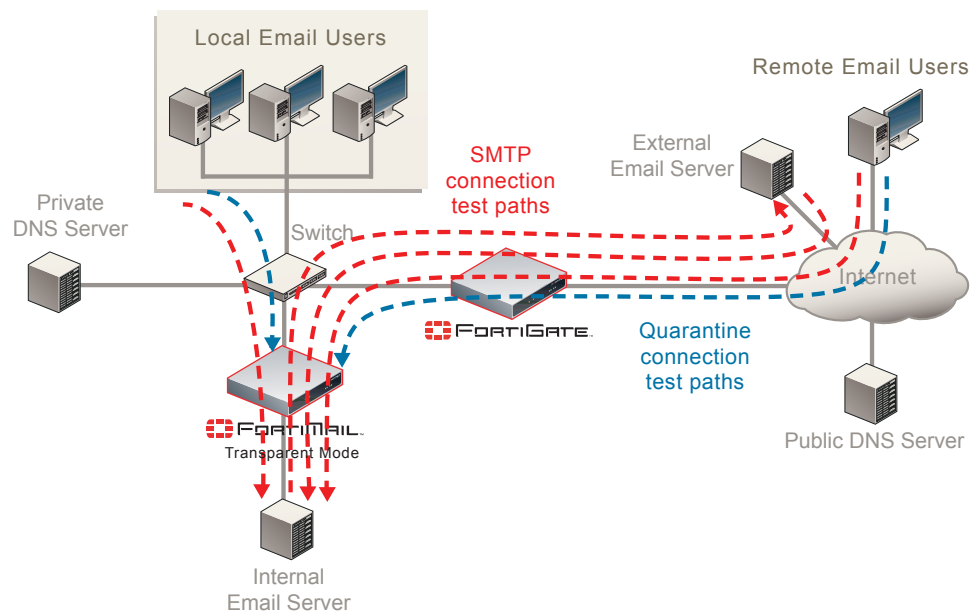 Local Email Users
Remote Email Users
SMTP
connection
test paths
External
Email Server
Private
DNS Server
Switch
Internet
FORTIGATE
Quarantine
connection
test paths
FORTIMAIL
Transparent Mode
Public DNS Server
Internal
Email Server